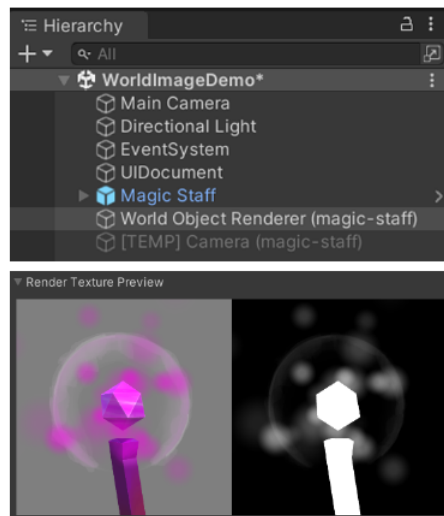 Hierarchy
All
WorldImageDemo*
Main Camera
Directional Light
EventSystem
UIDocument
Magic Staff
World Object Renderer (magic-staff)
[TEMP] Camera (magic-staff)
Render Texture Preview